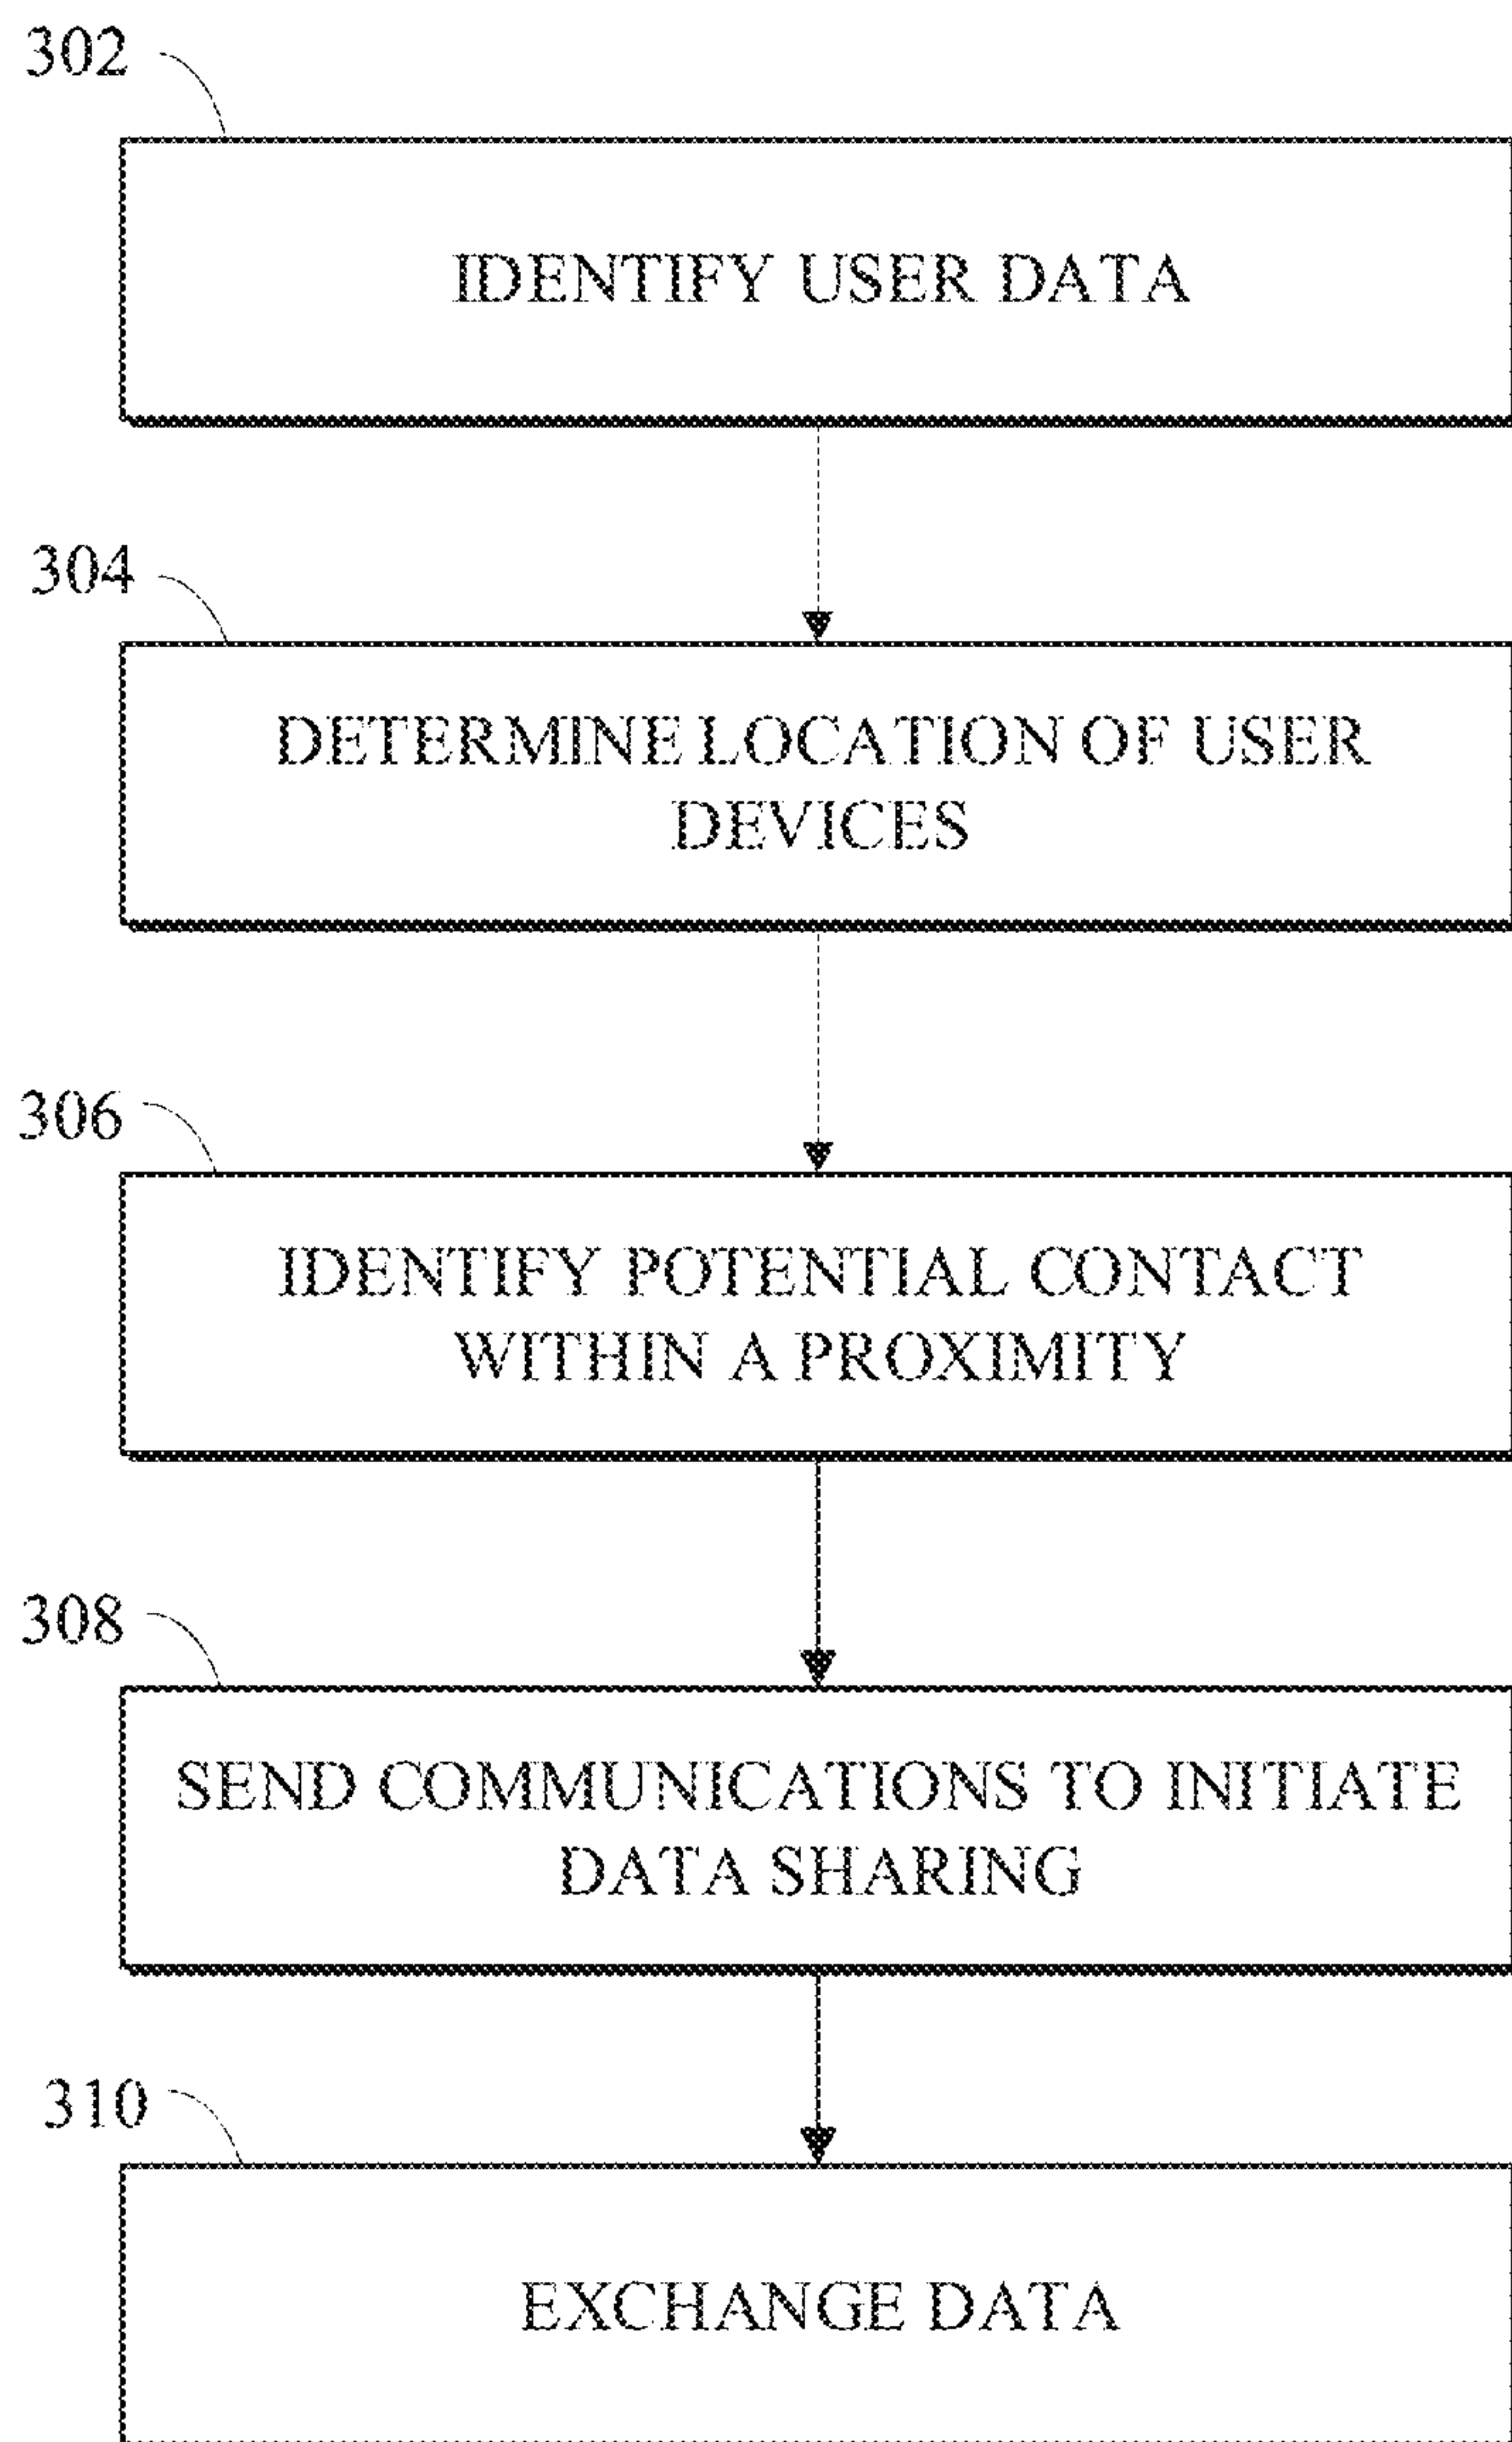 302
IDENTIFY USER DATA
304
DETERMINE LOCATION OF USER
DEVICES
306
IDENTIFY POTENTIAL CONTACT
WITHIN A PROXIMITY
308
SEND COMMUNICATIONS TO INITIATE
DATA SHARING
310
EXCHANGE DATA